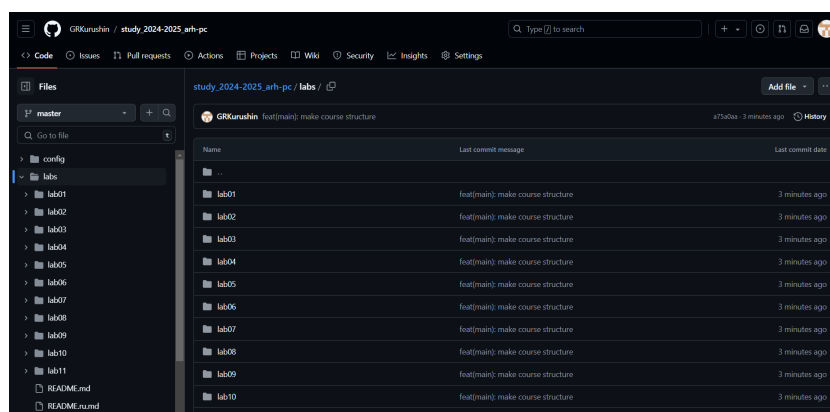 GRKurushin / study_2024-2025_arh-pc
Type / to search
Code Issues Pull requests Actions Projects Wiki Security Insights Settings
Files
master
Go to file
t
config
labs
lab01
lab02
lab03
lab04
lab05
lab06
lab07
lab08
lab09
lab10
lab11
README.md
README.ru.md
study_2024-2025_arh-pc / labs /
Add file
GRKurushin feat(main): make course structure
a75a0aa · 3 minutes ago History
Name Last commit message Last commit date
..
lab01 feat(main): make course structure 3 minutes ago
lab02 feat(main): make course structure 3 minutes ago
lab03 feat(main): make course structure 3 minutes ago
lab04 feat(main): make course structure 3 minutes ago
lab05 feat(main): make course structure 3 minutes ago
lab06 feat(main): make course structure 3 minutes ago
lab07 feat(main): make course structure 3 minutes ago
lab08 feat(main): make course structure 3 minutes ago
lab09 feat(main): make course structure 3 minutes ago
lab10 feat(main): make course structure 3 minutes ago